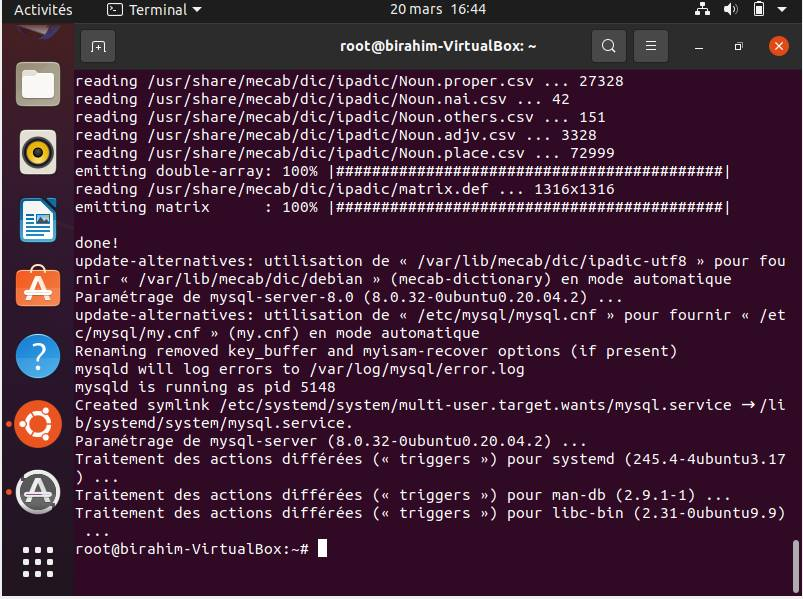 Activités
Terminal
20 mars 16:44
root@birahim-VirtualBox: ~
reading /usr/share/mecab/dic/ipadic/Noun.proper.csv ... 27328
reading /usr/share/mecab/dic/ipadic/Noun.nai.csv ... 42
reading /usr/share/mecab/dic/ipadic/Noun.others.csv ... 151
reading /usr/share/mecab/dic/ipadic/Noun.adjv.csv ... 3328
reading /usr/share/mecab/dic/ipadic/Noun.place.csv ... 72999
emitting double-array: 100% |###########################################|
reading /usr/share/mecab/dic/ipadic/matrix.def ... 1316x1316
emitting matrix      : 100% |###########################################|
done!
update-alternatives: utilisation de « /var/lib/mecab/dic/ipadic-utf8 » pour fou
rnir « /var/lib/mecab/dic/debian » (mecab-dictionary) en mode automatique
Paramétrage de mysql-server-8.0 (8.0.32-0ubuntu0.20.04.2) ...
update-alternatives: utilisation de « /etc/mysql/mysql.cnf » pour fournir « /et
c/mysql/my.cnf » (my.cnf) en mode automatique
Renaming removed key_buffer and myisam-recover options (if present)
mysqld will log errors to /var/log/mysql/error.log
mysqld is running as pid 5148
Created symlink /etc/systemd/system/multi-user.target.wants/mysql.service → /li
b/systemd/system/mysql.service.
Paramétrage de mysql-server (8.0.32-0ubuntu0.20.04.2) ...
Traitement des actions différées (« triggers ») pour systemd (245.4-4ubuntu3.17
) ...
Traitement des actions différées (« triggers ») pour man-db (2.9.1-1) ...
Traitement des actions différées (« triggers ») pour libc-bin (2.31-0ubuntu9.9)
 ...
root@birahim-VirtualBox:~#